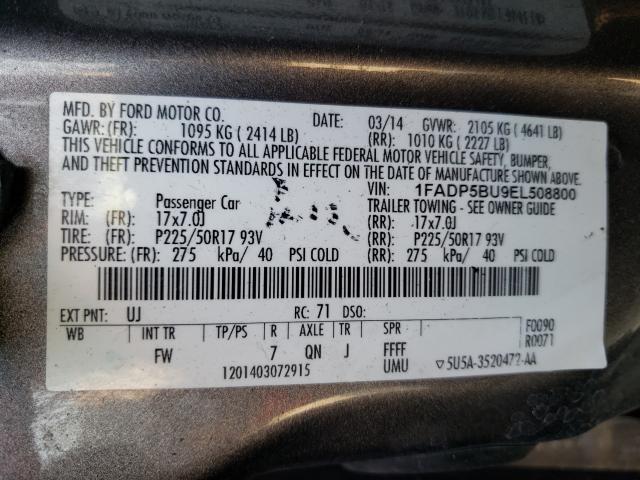 MFD. BY FORD MOTOR CO. DATE: 03/14 GVWR: 2105 KG ( 4641 LB)
GAWR: (FR): 1095 KG ( 2414 LB) (RR): 1010 KG ( 2227 LB)
THIS VEHICLE CONFORMS TO ALL APPLICABLE FEDERAL MOTOR VEHICLE SAFETY, BUMPER,
AND THEFT PREVENTION STANDARDS IN EFFECT ON THE DATE OF MANUFACTURE SHOWN ABOVE
VIN: 1FADP5BU9EL508800
TYPE: Passenger Car TRAILER TOWING - SEE OWNER GUIDE
RIM: (FR) 17x7.0J (RR): 17x7.0J
TIRE: (FR) P225/50R17 93V (RR): P225/50R17 93V
PRESSURE: (FR) 275 kPa/ 40 PSI COLD (RR): 275 kPa/ 40 PSI COLD
EXT PNT: UJ RC: 71 DSO:
WB INT TR TP/PS R AXLE TR SPR F0090
R0071
FW 7 QN J FFFF
1201403072915 UMU ▽5U5A-3520472-AA